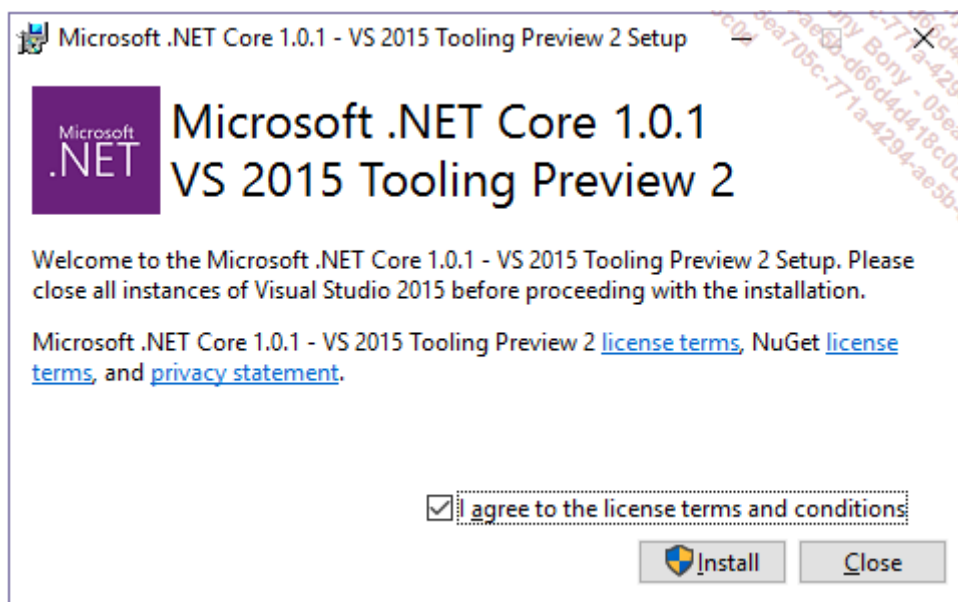 Microsoft .NET Core 1.0.1 - VS 2015 Tooling Preview 2 Setup
Microsoft
.NET
Microsoft .NET Core 1.0.1
VS 2015 Tooling Preview 2
Welcome to the Microsoft .NET Core 1.0.1 - VS 2015 Tooling Preview 2 Setup. Please
close all instances of Visual Studio 2015 before proceeding with the installation.
Microsoft .NET Core 1.0.1 - VS 2015 Tooling Preview 2 license terms, NuGet license
terms, and privacy statement.
I agree to the license terms and conditions
Install
Close